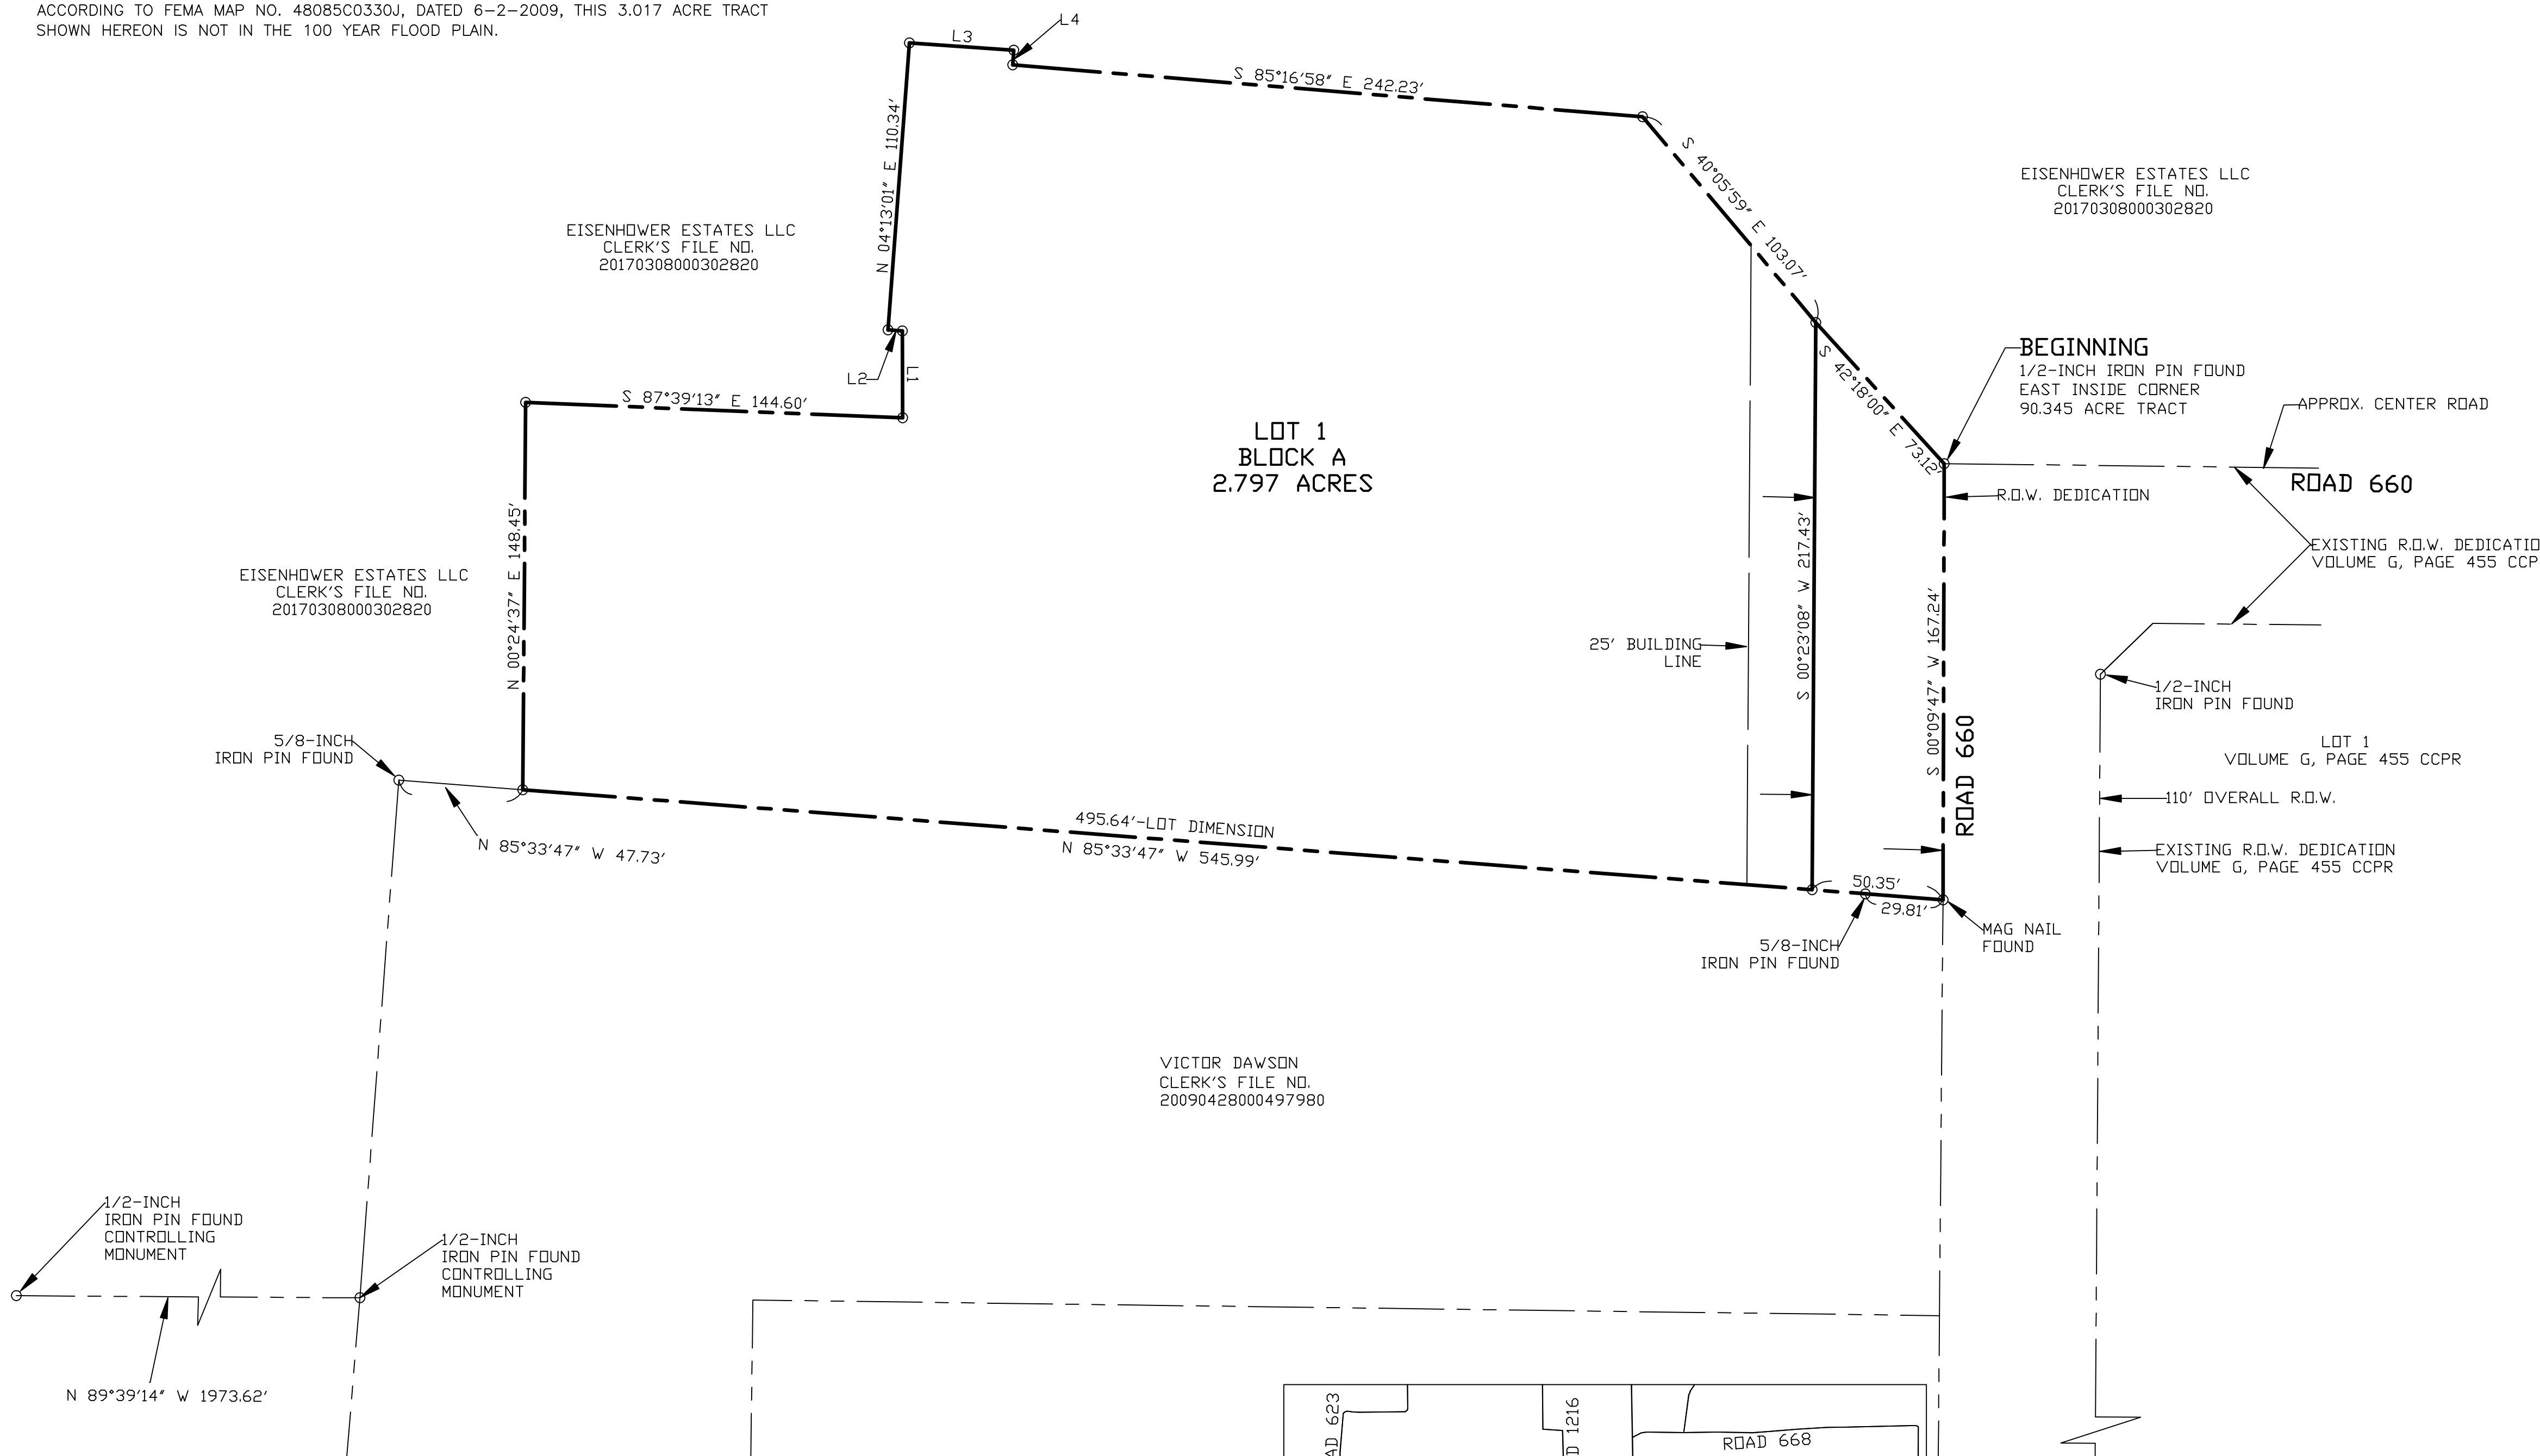 ACCORDING TO FEMA MAP NO. 48085C0330J, DATED 6-2-2009, THIS 3.017 ACRE TRACT
SHOWN HEREON IS NOT IN THE 100 YEAR FLOOD PLAIN.
L4
L3
S 85°16'58" E 242.23'
N 04°13'01" E 110.34'
S 40°05'59" E 103.07'
EISENHOWER ESTATES LLC
CLERK'S FILE NO.
20170308000302820
EISENHOWER ESTATES LLC
CLERK'S FILE NO.
20170308000302820
L2
L1
S 87°39'13" E 144.60'
S 42°18'00" E 73.12'
BEGINNING
1/2-INCH IRON PIN FOUND
EAST INSIDE CORNER
90.345 ACRE TRACT
APPROX. CENTER ROAD
ROAD 660
LOT 1
BLOCK A
2.797 ACRES
R.O.W. DEDICATION
EXISTING R.O.W. DEDICATIO
VOLUME G, PAGE 455 CCP
N 00°24'37" E 148.45'
EISENHOWER ESTATES LLC
CLERK'S FILE NO.
20170308000302820
S 00°23'08" W 217.43'
S 00°09'47" W 167.24'
25' BUILDING
LINE
1/2-INCH
IRON PIN FOUND
ROAD 660
LOT 1
VOLUME G, PAGE 455 CCPR
5/8-INCH
IRON PIN FOUND
110' OVERALL R.O.W.
495.64'-LOT DIMENSION
N 85°33'47" W 545.99'
N 85°33'47" W 47.73'
EXISTING R.O.W. DEDICATION
VOLUME G, PAGE 455 CCPR
50.35'
29.81'
5/8-INCH
IRON PIN FOUND
MAG NAIL
FOUND
VICTOR DAWSON
CLERK'S FILE NO.
20090428000497980
1/2-INCH
IRON PIN FOUND
CONTROLLING
MONUMENT
1/2-INCH
IRON PIN FOUND
CONTROLLING
MONUMENT
N 89°39'14" W 1973.62'
AD 623
D 1216
ROAD 668